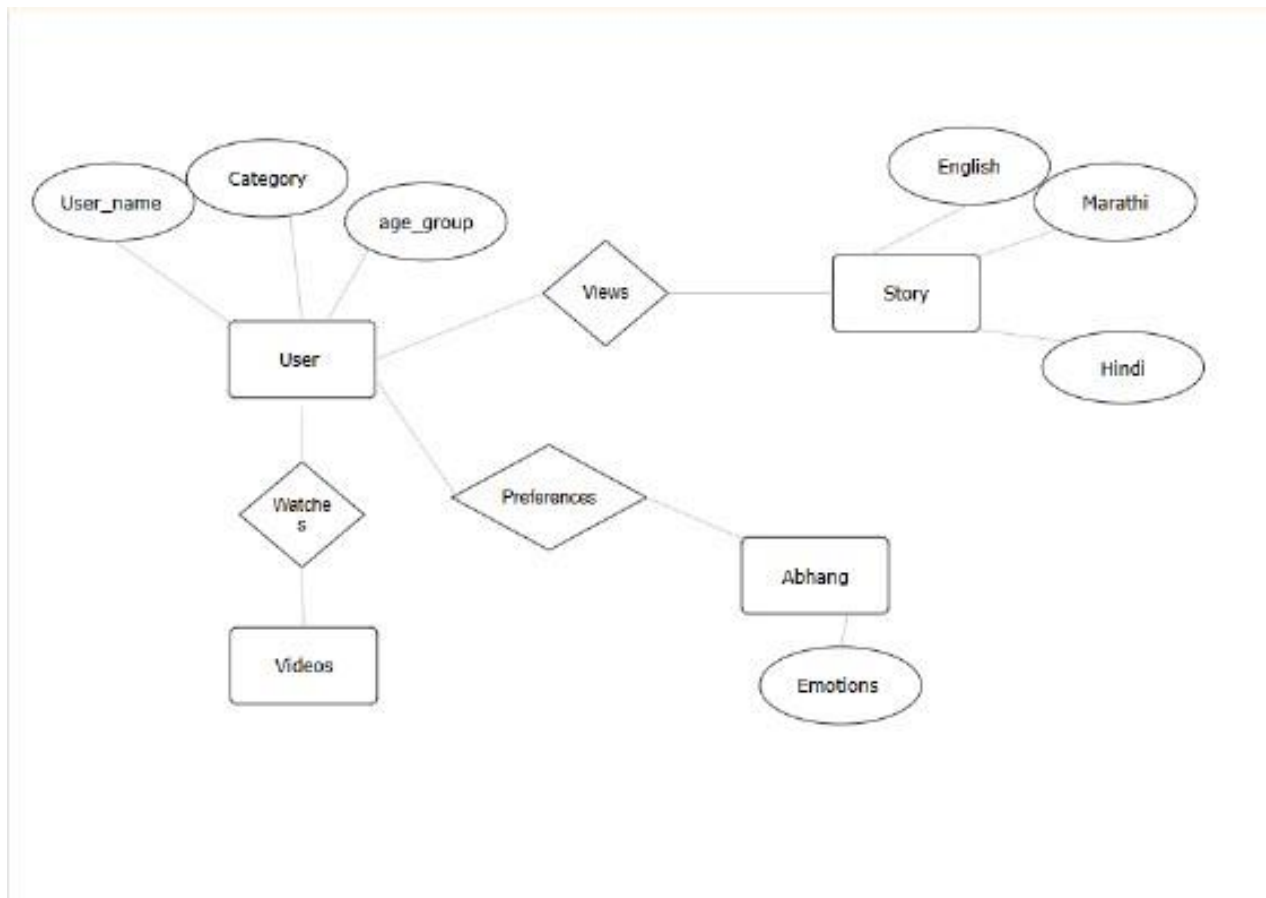 Category
User_name
age_group
English
Marathi
Views
Story
User
Hindi
Watche
s
Preferences
Abhang
Videos
Emotions